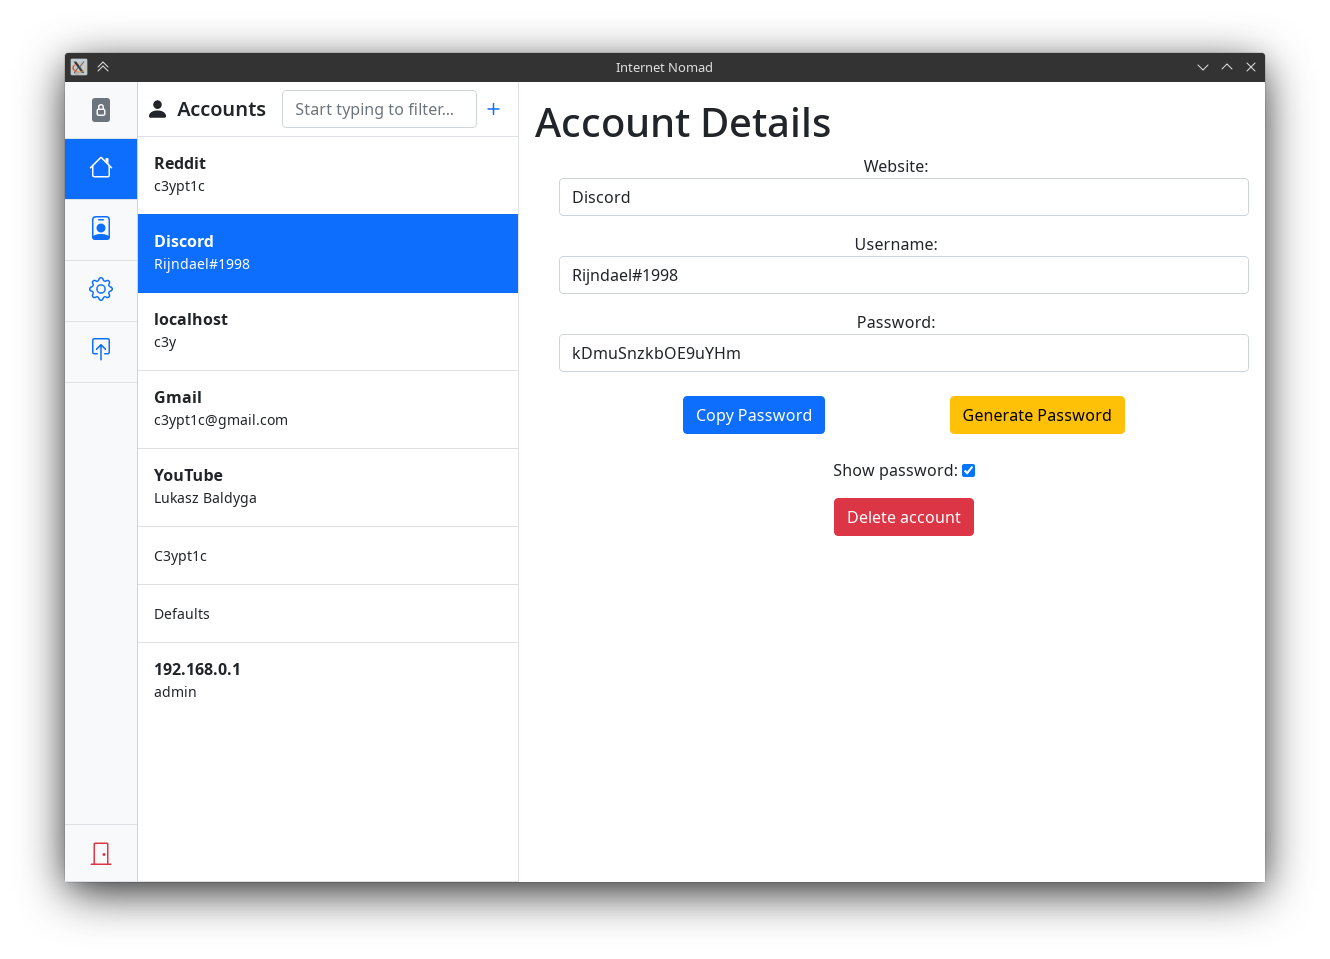 Internet Nomad
Accounts
Start typing to filter...
Reddit
c3ypt1c
Discord
Rijndael#1998
localhost
c3y
Gmail
c3ypt1c@gmail.com
YouTube
Lukasz Baldyga
C3ypt1c
Defaults
192.168.0.1
admin
Account Details
Website:
Discord
Username:
Rijndael#1998
Password:
kDmuSnzkbOE9uYHm
Copy Password
Generate Password
Show password:
Delete account